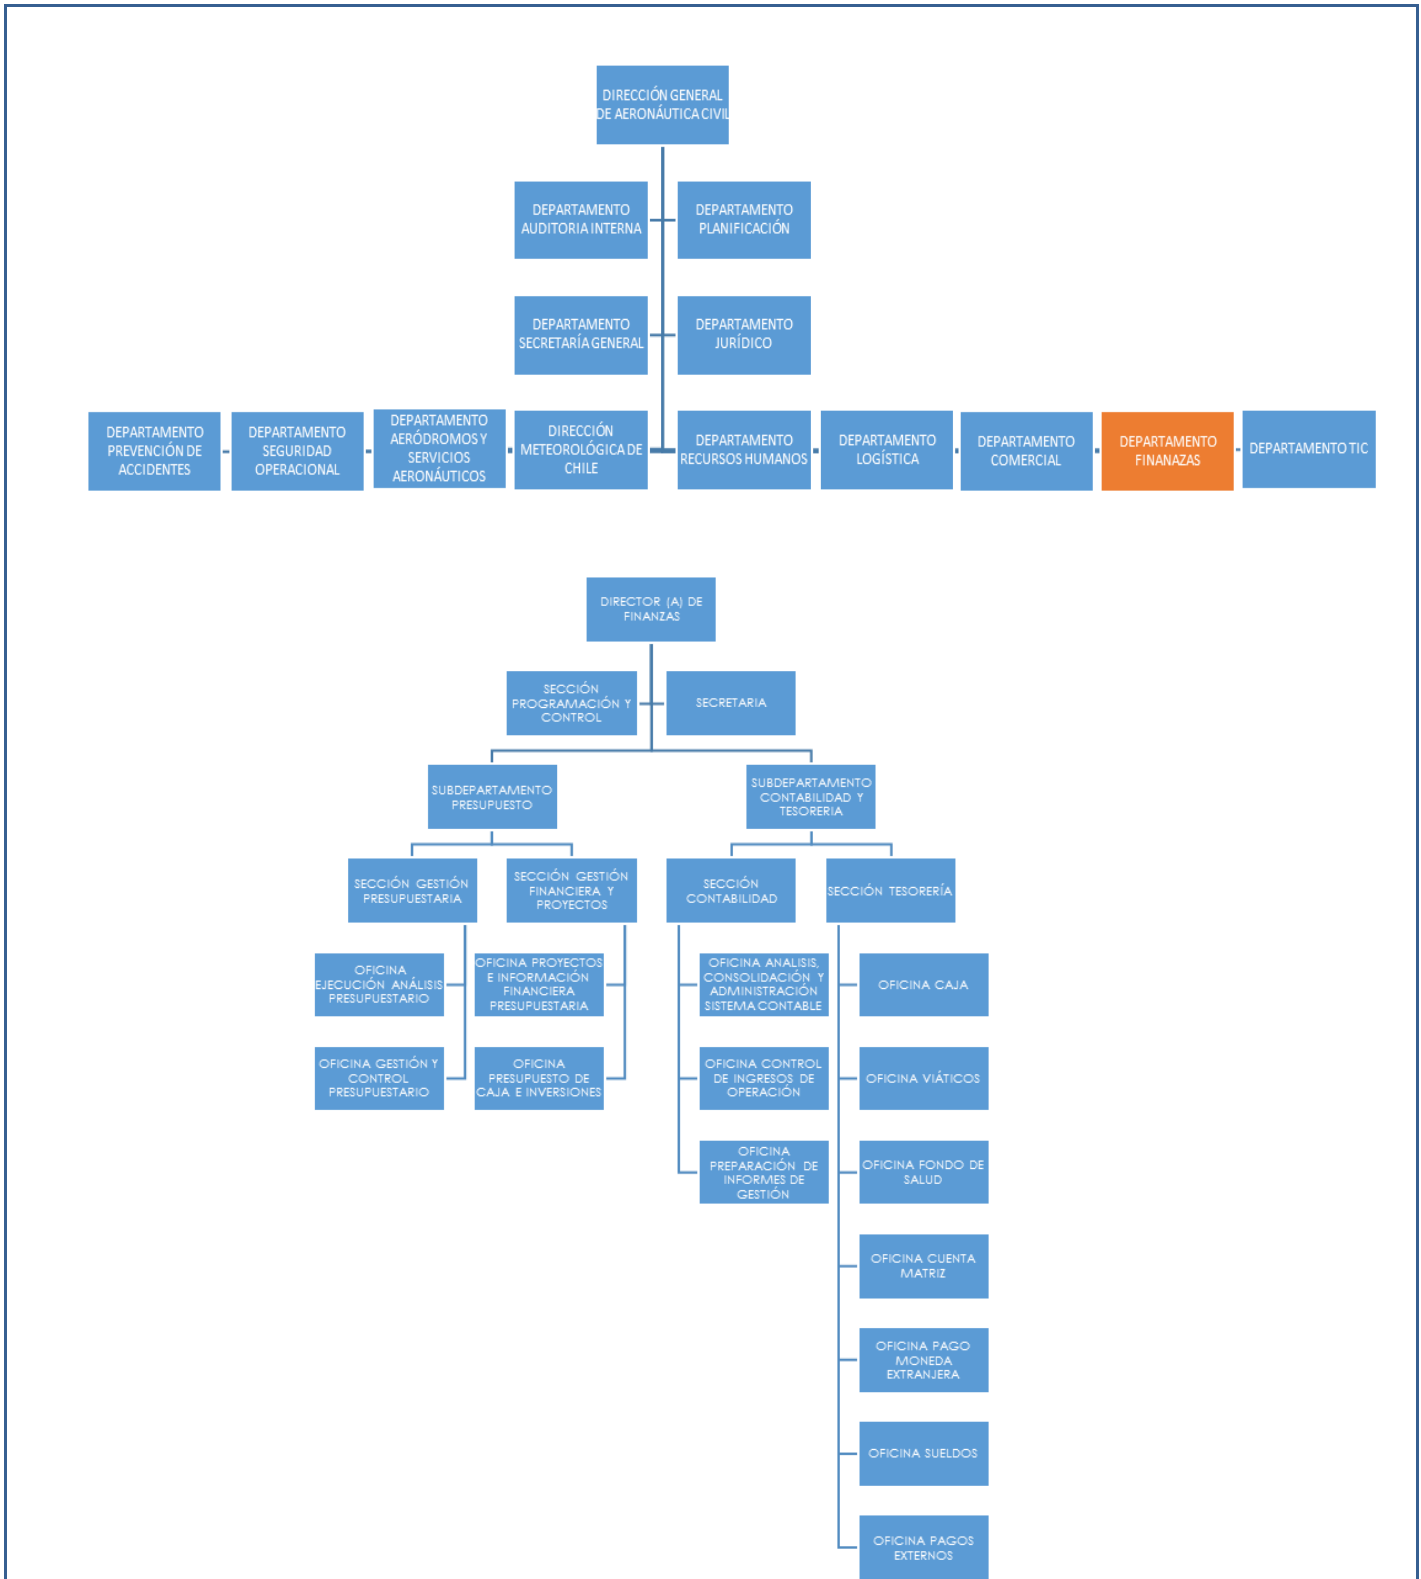 DIRECCIÓN GENERAL
DE AERONÁUTICA CIVIL
DEPARTAMENTO
AUDITORIA INTERNA
DEPARTAMENTO
PLANIFICACIÓN
DEPARTAMENTO
SECRETARÍA GENERAL
DEPARTAMENTO
JURÍDICO
DEPARTAMENTO
PREVENCIÓN DE
ACCIDENTES
DEPARTAMENTO
SEGURIDAD
OPERACIONAL
DEPARTAMENTO
AERÓDROMOS Y
SERVICIOS
AERONÁUTICOS
DIRECCIÓN
METEOROLÓGICA DE
CHILE
DEPARTAMENTO
RECURSOS HUMANOS
DEPARTAMENTO
LOGÍSTICA
DEPARTAMENTO
COMERCIAL
DEPARTAMENTO
FINANAZAS
DEPARTAMENTO TIC
DIRECTOR (A) DE
FINANZAS
SECCIÓN
PROGRAMACIÓN Y
CONTROL
SECRETARIA
SUBDEPARTAMENTO
PRESUPUESTO
SUBDEPARTAMENTO
CONTABILIDAD Y
TESORERIA
SECCIÓN GESTIÓN
PRESUPUESTARIA
SECCIÓN GESTIÓN
FINANCIERA Y
PROYECTOS
SECCIÓN
CONTABILIDAD
SECCIÓN TESORERÍA
OFICINA
EJECUCIÓN ANÁLISIS
PRESUPUESTARIO
OFICINA PROYECTOS
E INFORMACIÓN
FINANCIERA
PRESUPUESTARIA
OFICINA ANALISIS,
CONSOLIDACIÓN Y
ADMINISTRACIÓN
SISTEMA CONTABLE
OFICINA CAJA
OFICINA GESTIÓN Y
CONTROL
PRESUPUESTARIO
OFICINA
PRESUPUESTO DE
CAJA E INVERSIONES
OFICINA CONTROL
DE INGRESOS DE
OPERACIÓN
OFICINA VIÁTICOS
OFICINA
PREPARACIÓN DE
INFORMES DE
GESTIÓN
OFICINA FONDO DE
SALUD
OFICINA CUENTA
MATRIZ
OFICINA PAGO
MONEDA
EXTRANJERA
OFICINA SUELDOS
OFICINA PAGOS
EXTERNOS